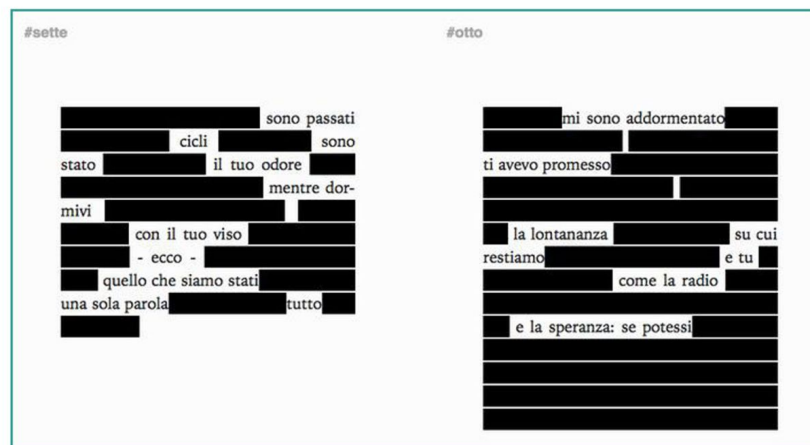 #sette
sono passati
cicli sono
stato il tuo odore
mentre dor-
mivi
con il tuo viso
- ecco -
quello che siamo stati
una sola parola tutto
#otto
mi sono addormentato
ti avevo promesso
la lontananza su cui
restiamo e tu
come la radio
e la speranza: se potessi